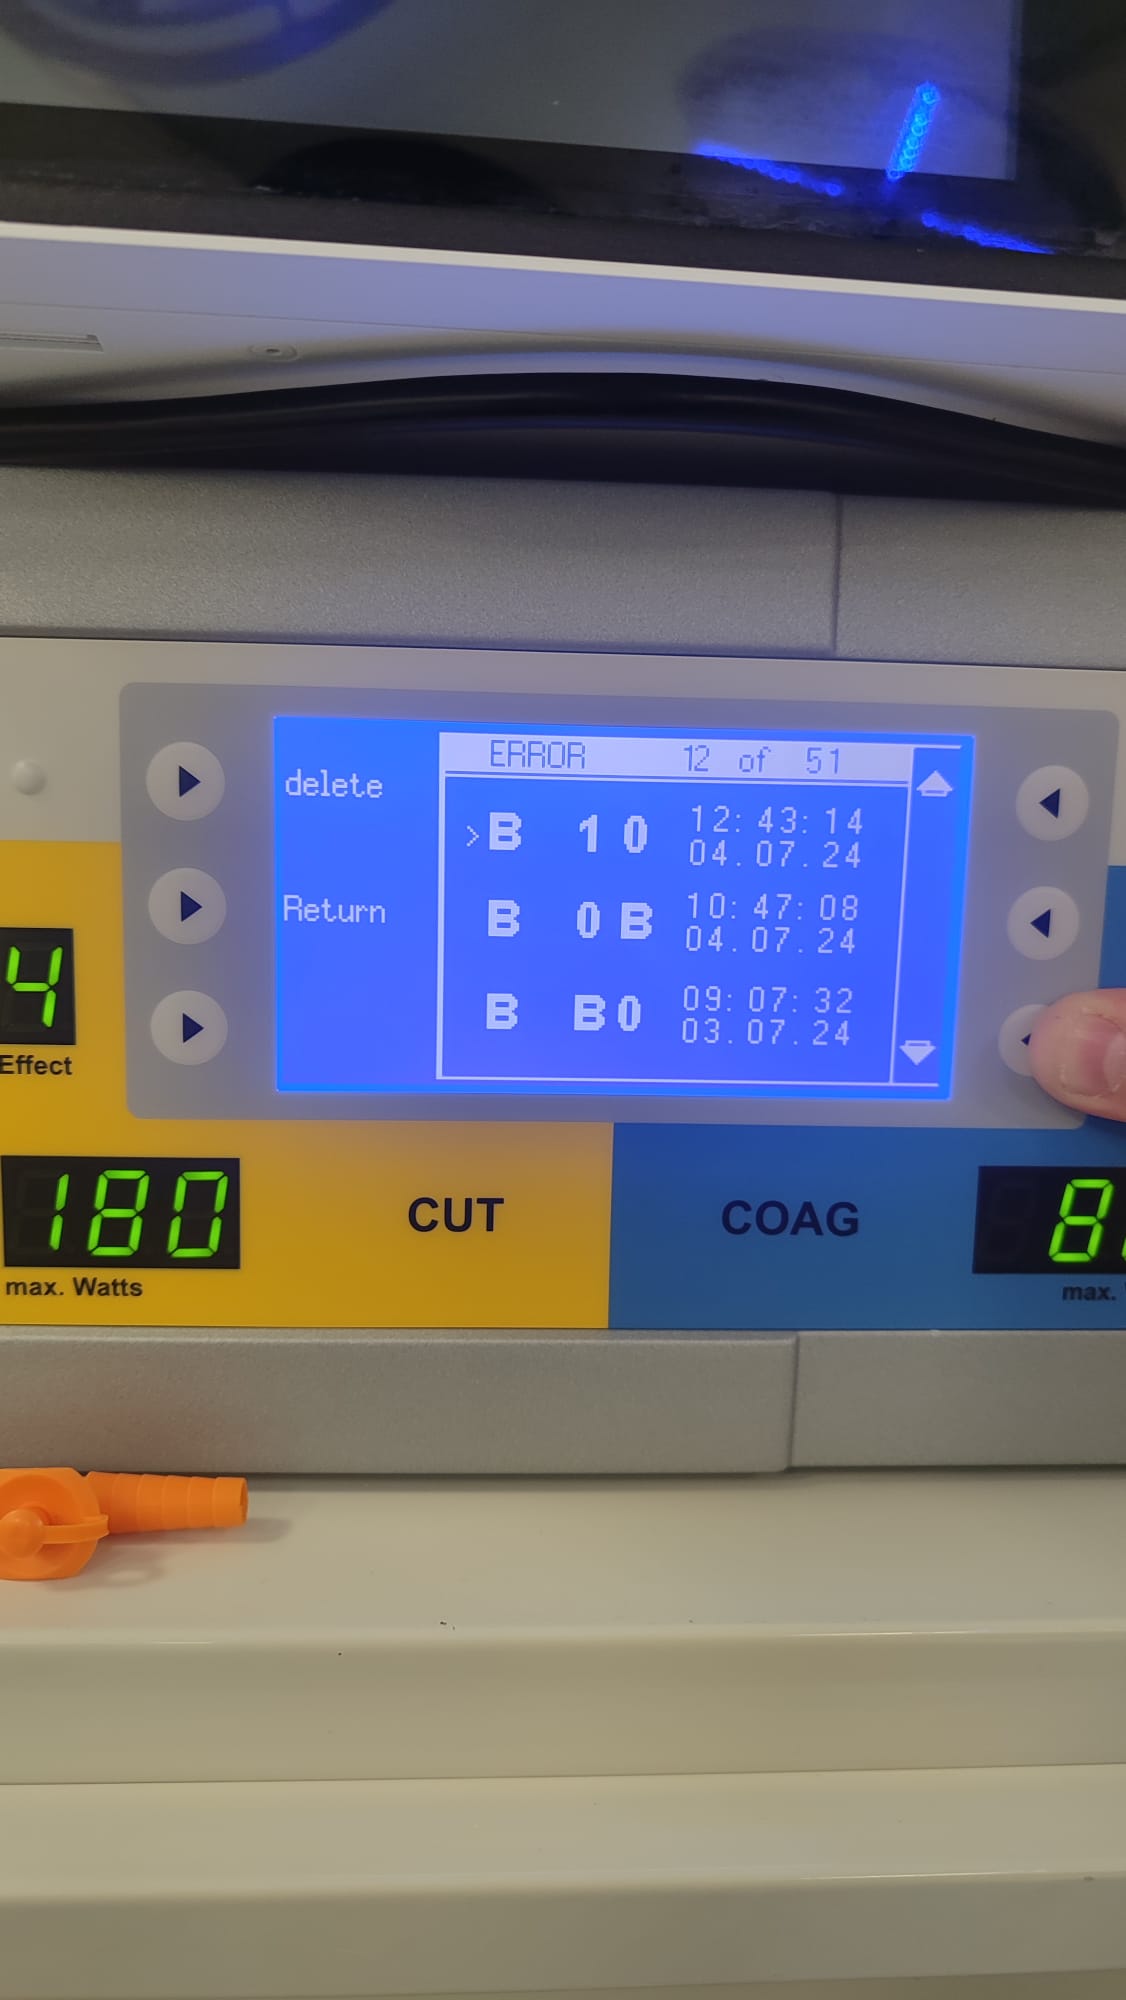 ERROR 12 of 51
delete
>B 10 12:43:14
04.07.24
Return
B 0B 10:47:08
04.07.24
B B0 09:07:32
03.07.24
4
Effect
180
CUT
COAG
8
max. Watts
max.